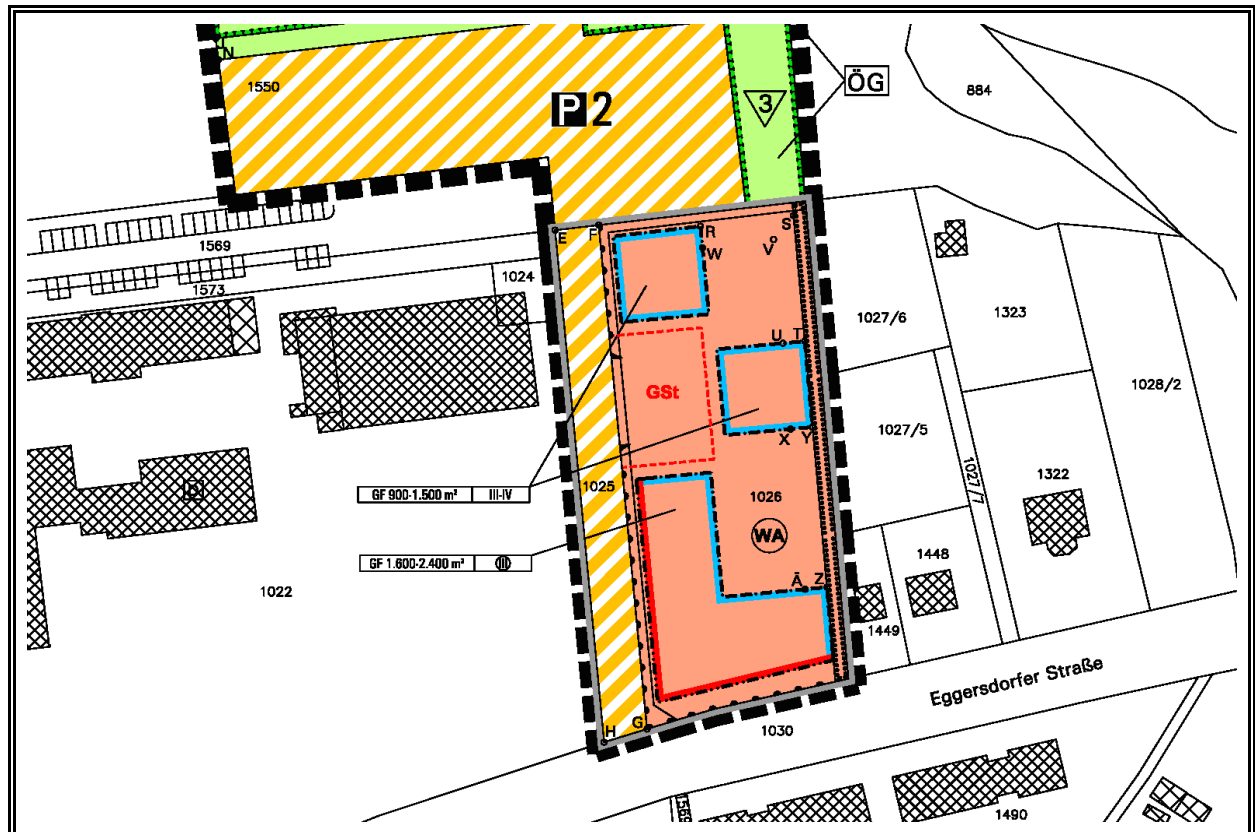 N
1550
P 2
3
ÖG
884
1569
1573
1024
E
F
R
W
V
S
1027/6
1323
1028/2
U
T
GSt
1027/5
X
Y
1027/7
1322
GF 900-1.500 m² III-IV
1025
1026
WA
D
GF 1.600-2.400 m² III
1022
Ā
Z
1448
1449
Eggersdorfer Straße
H
G
1030
1490